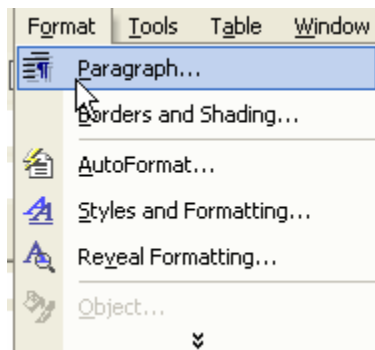 Format Tools Table Window
Paragraph...
Borders and Shading...
AutoFormat...
Styles and Formatting...
Reveal Formatting...
Object...